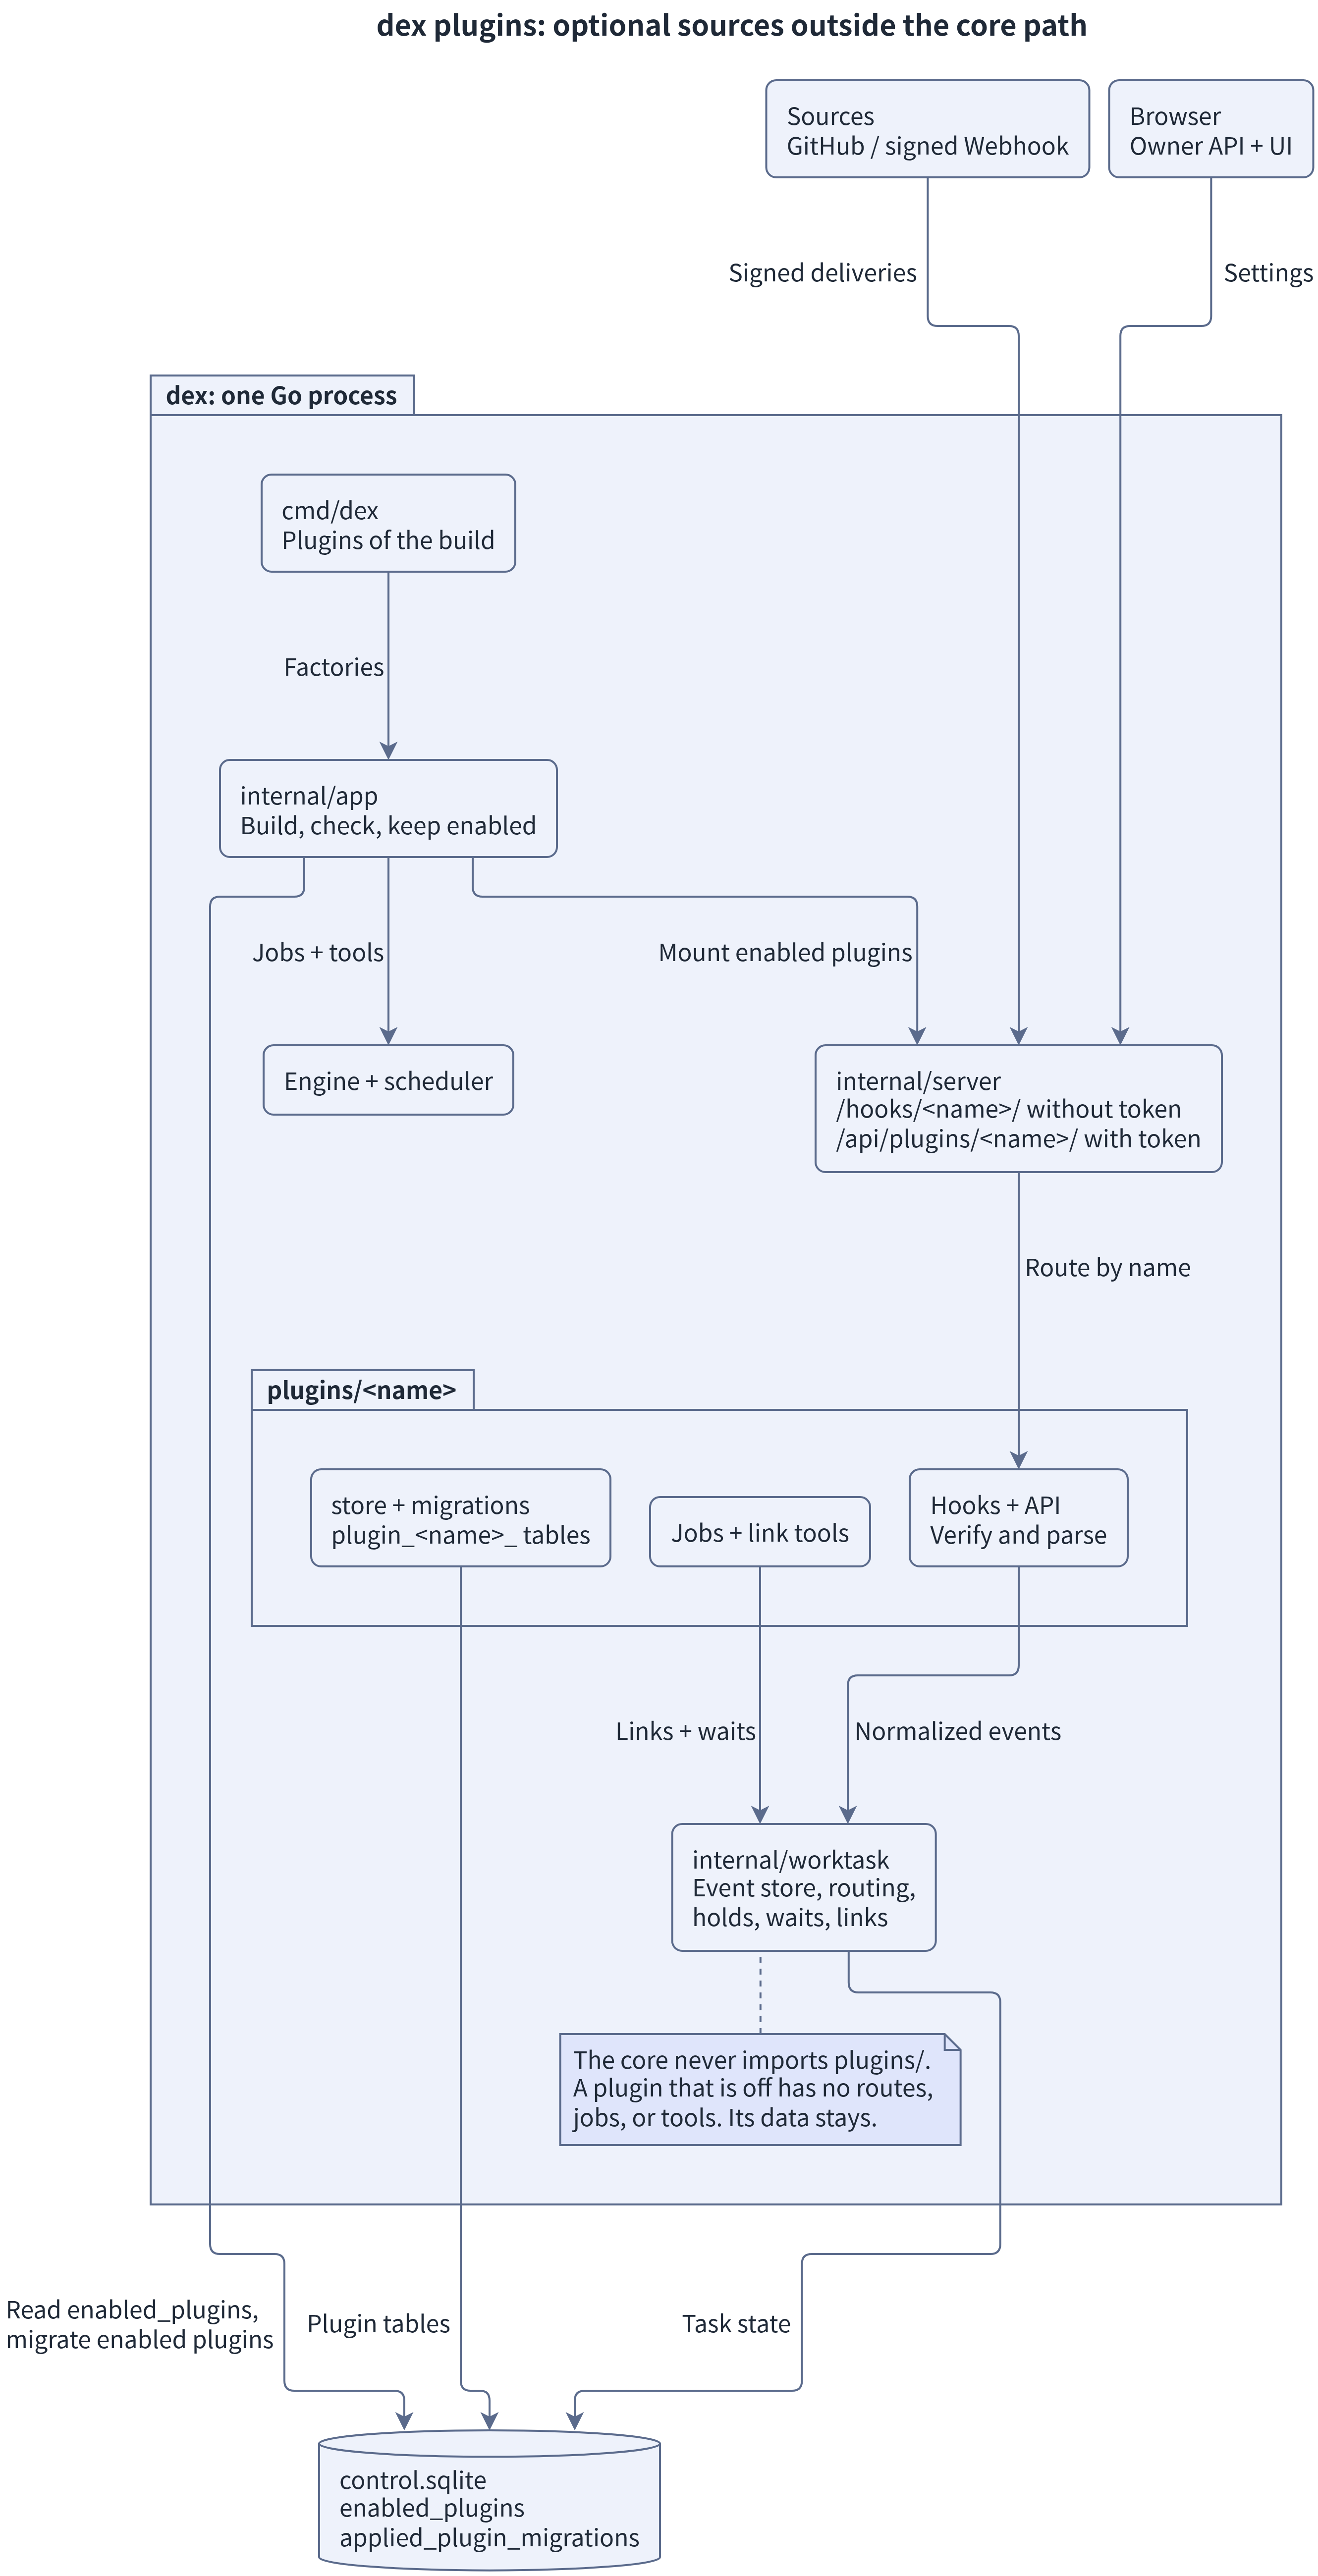 dex plugins: optional sources outside the core path
Sources
GitHub / signed Webhook
Browser
Owner API + UI
Signed deliveries
Settings
dex: one Go process
cmd/dex
Plugins of the build
Factories
internal/app
Build, check, keep enabled
Jobs + tools
Mount enabled plugins
Engine + scheduler
internal/server
/hooks/<name>/ without token
/api/plugins/<name>/ with token
Route by name
plugins/<name>
store + migrations
plugin_<name>_ tables
Jobs + link tools
Hooks + API
Verify and parse
Links + waits
Normalized events
internal/worktask
Event store, routing,
holds, waits, links
The core never imports plugins/.
A plugin that is off has no routes,
jobs, or tools. Its data stays.
Read enabled_plugins,
migrate enabled plugins
Plugin tables
Task state
control.sqlite
enabled_plugins
applied_plugin_migrations